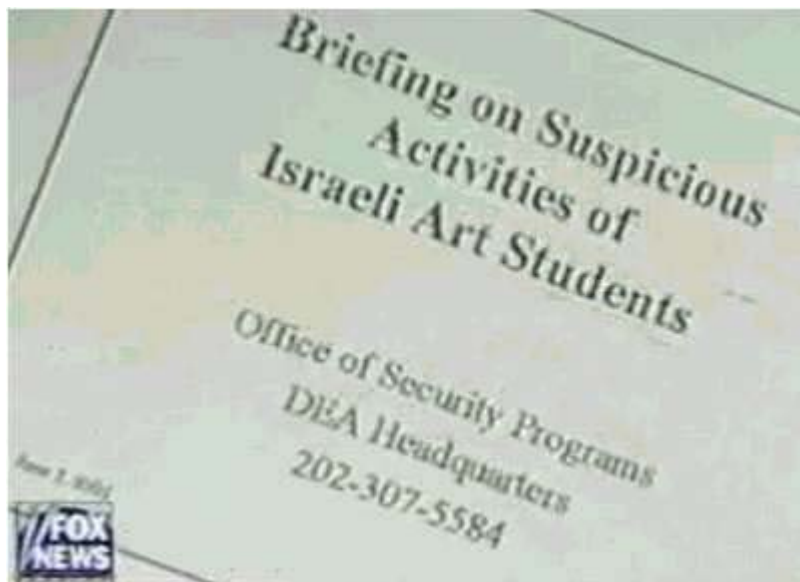 Briefing on Suspicious
Activities of
Israeli Art Students
Office of Security Programs
DEA Headquarters
202-307-5584
FOX
NEWS